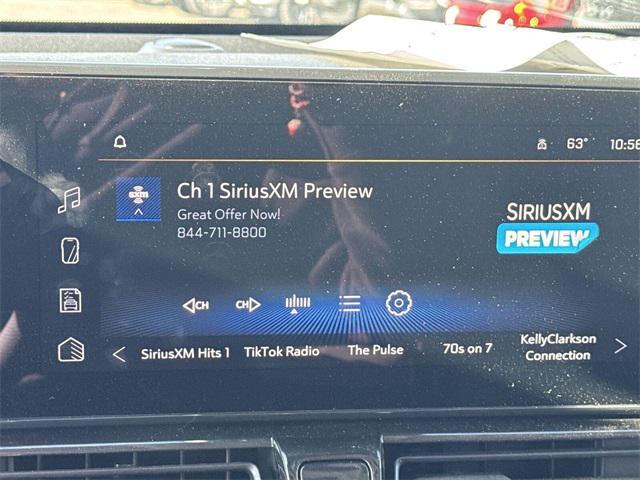 63° 10:56
sxm
Ch 1 SiriusXM Preview
Great Offer Now!
844-711-8800
SIRIUSXM
PREVIEW
CH CH
SiriusXM Hits 1 TikTok Radio The Pulse 70s on 7 KellyClarkson
Connection